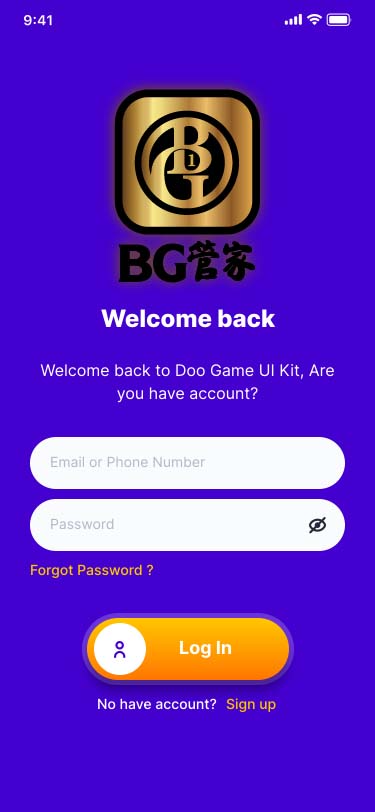 9:41
B
1
G
BG管家
Welcome back
Welcome back to Doo Game UI Kit, Are
you have account?
Email or Phone Number
Password
Forgot Password ?
Log In
No have account? Sign up